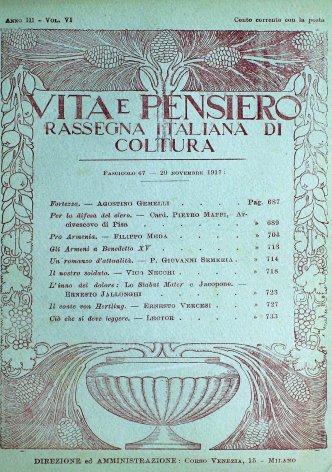 ANNO III - VOL. VI Conto corrente con la posta
VITA E PENSIERO
RASSEGNA ITALIANA DI
COLTURA
FASCICOLO 67 — 20 NOVEMBRE 1917:
Fortezza. — AGOSTINO GEMELLI . . . . Pag. 687
Per la difesa del clero. — Card. PIETRO MAFFI, Ar-
civescovo di Pisa . . . . . » 689
Pro Armenia. — FILIPPO MEDA . . . . » 704
Gli Armeni a Benedetto XV . . . . » 713
Un romanzo d'attualità. — P. GIOVANNI SEMERIA . » 714
Il nostro soldato. — VICO NECCHI . . . . » 718
L'inno del dolore: Lo Stabat Mater e Jacopone. —
ERNESTO JALLONGHI . . . . » 723
Il conte von Hertling. — ERNESTO VERCESI . . » 727
Ciò che si deve leggere. — LECTOR . . . . » 733
DIREZIONE ed AMMINISTRAZIONE: CORSO VENEZIA, 15 - MILANO